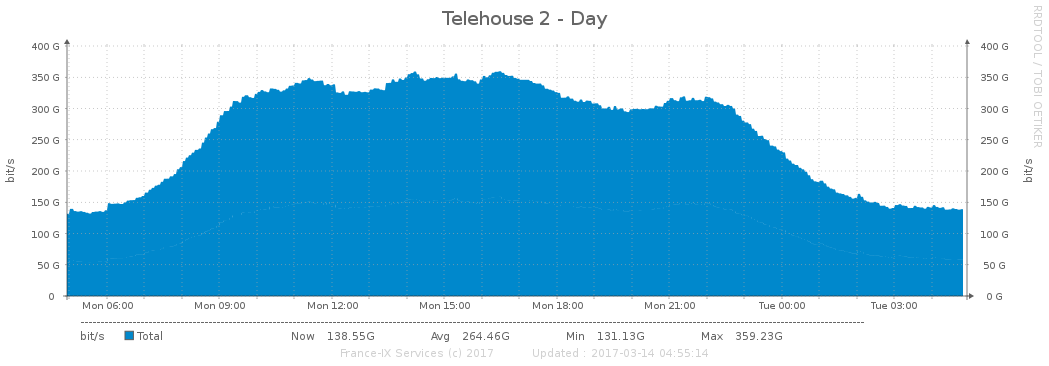 Telehouse 2 - Day
RRDTOOL / TOBI OETIKER
400 G 400 G
350 G 350 G
300 G 300 G
250 G 250 G
200 G 200 G
150 G 150 G
100 G 100 G
50 G 50 G
0 0 G
bit/s bit/s
Mon 06:00 Mon 09:00 Mon 12:00 Mon 15:00 Mon 18:00 Mon 21:00 Tue 00:00 Tue 03:00
bit/s Total Now 138.55G Avg 264.46G Min 131.13G Max 359.23G
France-IX Services (c) 2017 Updated : 2017-03-14 04:55:14